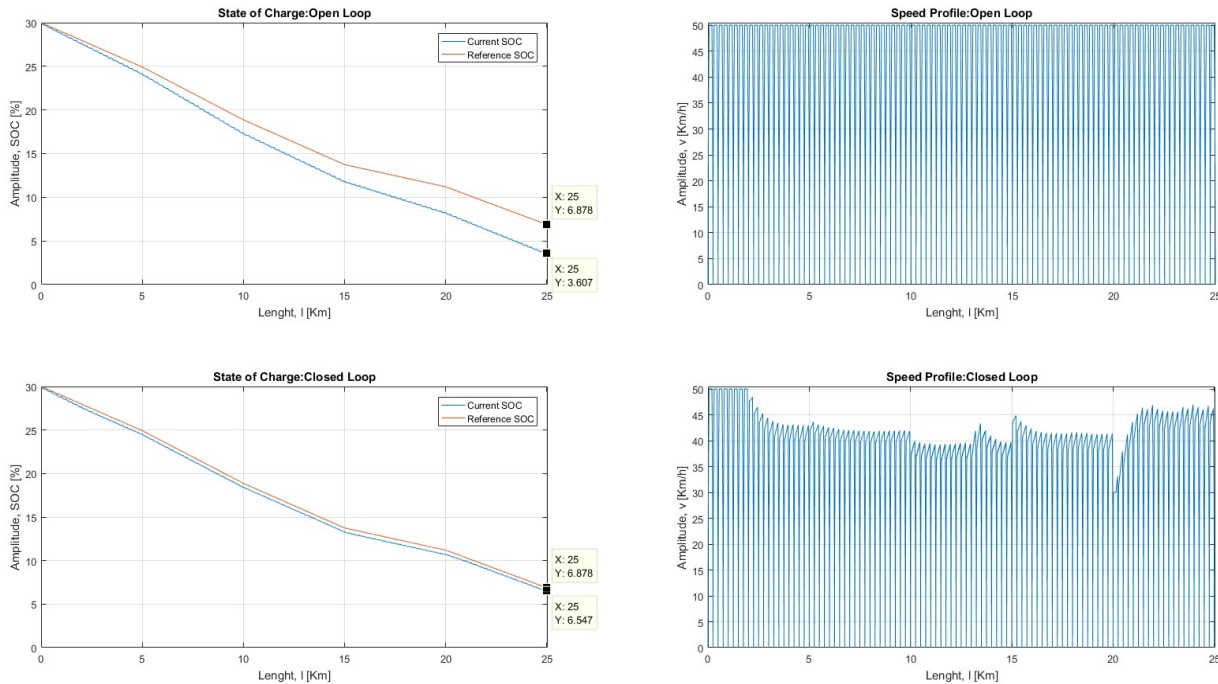 State of Charge:Open Loop
Amplitude, SOC [%]
30
25
20
15
10
5
0
Current SOC
Reference SOC
X: 25
Y: 6.878
X: 25
Y: 3.607
0 5 10 15 20 25
Lenght, l [Km]
Speed Profile:Open Loop
Amplitude, v [Km/h]
50
45
40
35
30
25
20
15
10
5
0
0 5 10 15 20 25
Lenght, l [Km]
State of Charge:Closed Loop
Amplitude, SOC [%]
30
25
20
15
10
5
0
Current SOC
Reference SOC
X: 25
Y: 6.878
X: 25
Y: 6.547
0 5 10 15 20 25
Lenght, l [Km]
Speed Profile:Closed Loop
Amplitude, v [Km/h]
50
45
40
35
30
25
20
15
10
5
0
0 5 10 15 20 25
Lenght, l [Km]